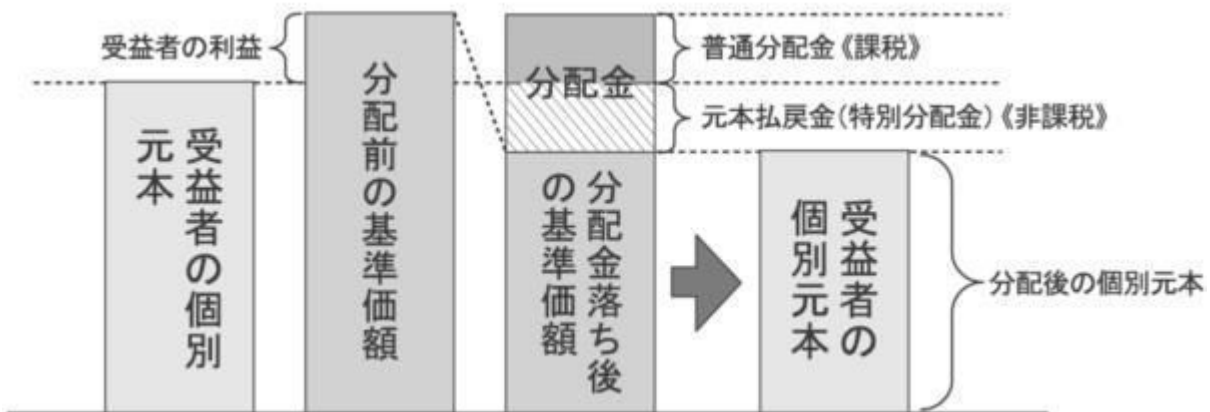 受益者の利益
普通分配金《課税》
分配金
元本払戻金(特別分配金)《非課税》
受益者の個別
元本
分配前の基準価額
分配金落ち後
の基準価額
受益者の
個別元本
分配後の個別元本